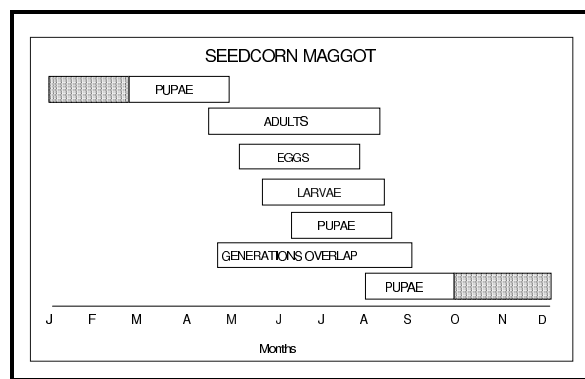 SEEDCORN MAGGOT
PUPAE
ADULTS
EGGS
LARVAE
PUPAE
GENERATIONS OVERLAP
PUPAE
J F M A M J J A S O N D
Months